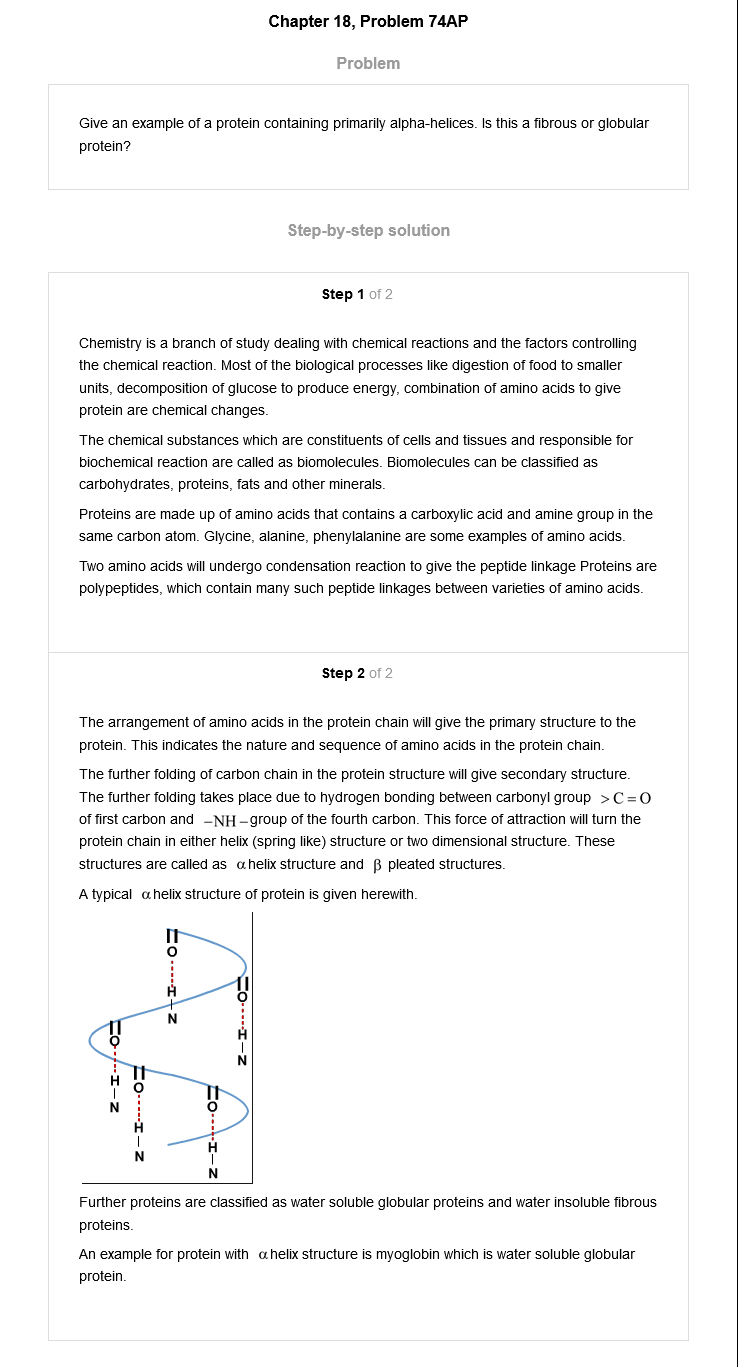 Chapter 18, Problem 74AP
Problem
Give an example of a protein containing primarily alpha-helices. Is this a fibrous or globular
protein?
Step-by-step solution
Step 1 of 2
Chemistry is a branch of study dealing with chemical reactions and the factors controlling
the chemical reaction. Most of the biological processes like digestion of food to smaller
units, decomposition of glucose to produce energy, combination of amino acids to give
protein are chemical changes.
The chemical substances which are constituents of cells and tissues and responsible for
biochemical reaction are called as biomolecules. Biomolecules can be classified as
carbohydrates, proteins, fats and other minerals.
Proteins are made up of amino acids that contains a carboxylic acid and amine group in the
same carbon atom. Glycine, alanine, phenylalanine are some examples of amino acids.
Two amino acids will undergo condensation reaction to give the peptide linkage Proteins are
polypeptides, which contain many such peptide linkages between varieties of amino acids.
Step 2 of 2
The arrangement of amino acids in the protein chain will give the primary structure to the
protein. This indicates the nature and sequence of amino acids in the protein chain.
The further folding of carbon chain in the protein structure will give secondary structure.
The further folding takes place due to hydrogen bonding between carbonyl group >C=O
of first carbon and –NH–group of the fourth carbon. This force of attraction will turn the
protein chain in either helix (spring like) structure or two dimensional structure. These
structures are called as α helix structure and β pleated structures.
A typical α helix structure of protein is given herewith.
O
H
N
O
H
N
O
H
N
O
H
N
O
H
N
Further proteins are classified as water soluble globular proteins and water insoluble fibrous
proteins.
An example for protein with α helix structure is myoglobin which is water soluble globular
protein.